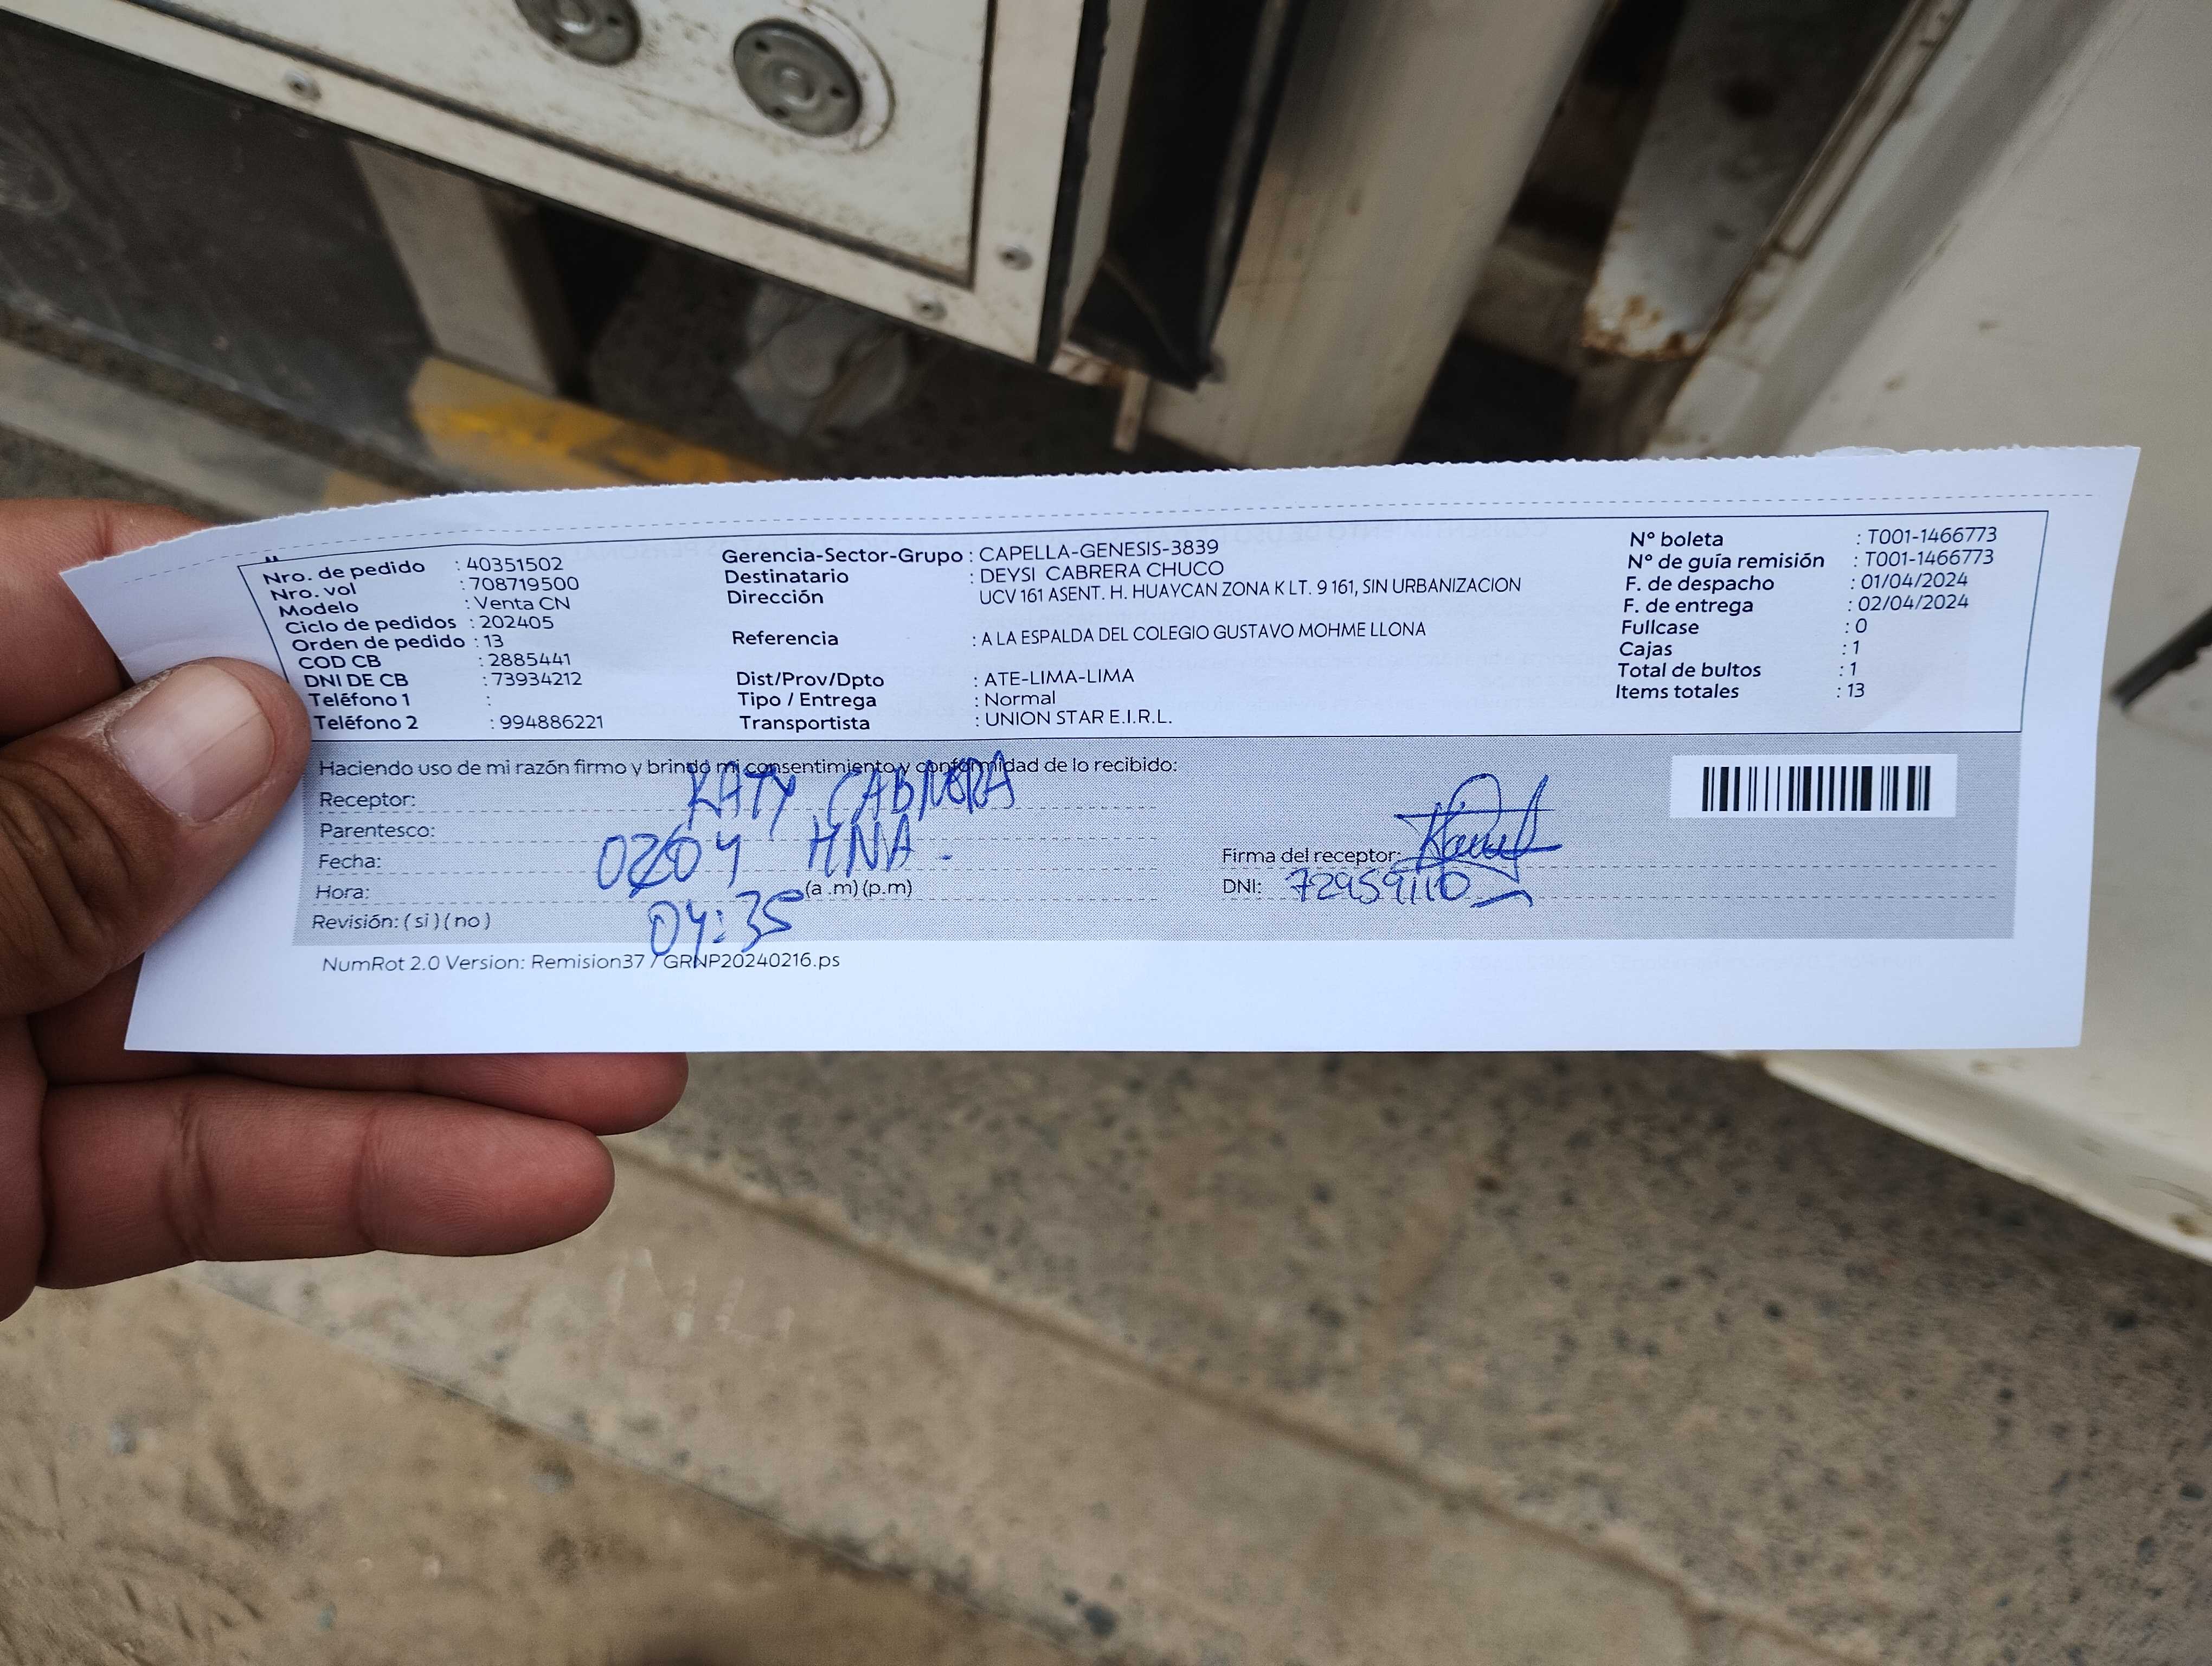 Nro. de pedido : 40351502
Nro. vol : 708719500
Modelo : Venta CN
Ciclo de pedidos : 202405
Orden de pedido : 13
COD CB : 2885441
DNI DE CB : 73934212
Teléfono 1 :
Teléfono 2 : 994886221
Gerencia-Sector-Grupo : CAPELLA-GENESIS-3839
Destinatario : DEYSI CABRERA CHUCO
Dirección UCV 161 ASENT. H. HUAYCAN ZONA K LT. 9 161, SIN URBANIZACION
Referencia : A LA ESPALDA DEL COLEGIO GUSTAVO MOHME LLONA
Dist/Prov/Dpto : ATE-LIMA-LIMA
Tipo / Entrega : Normal
Transportista : UNION STAR E.I.R.L.
Nº boleta : T001-1466773
Nº de guía remisión : T001-1466773
F. de despacho : 01/04/2024
F. de entrega : 02/04/2024
Fullcase : 0
Cajas : 1
Total de bultos : 1
Items totales : 13
Haciendo uso de mi razón firmo y brindo mi consentimiento y conformidad de lo recibido:
Receptor: KATY CABRERA
Parentesco: HNA.
Fecha: 0204
Hora: 04:35 (a .m) (p.m)
Revisión: ( si ) ( no )
Firma del receptor:
DNI: 72959110
NumRot 2.0 Version: Remision37 / GRNP20240216.ps